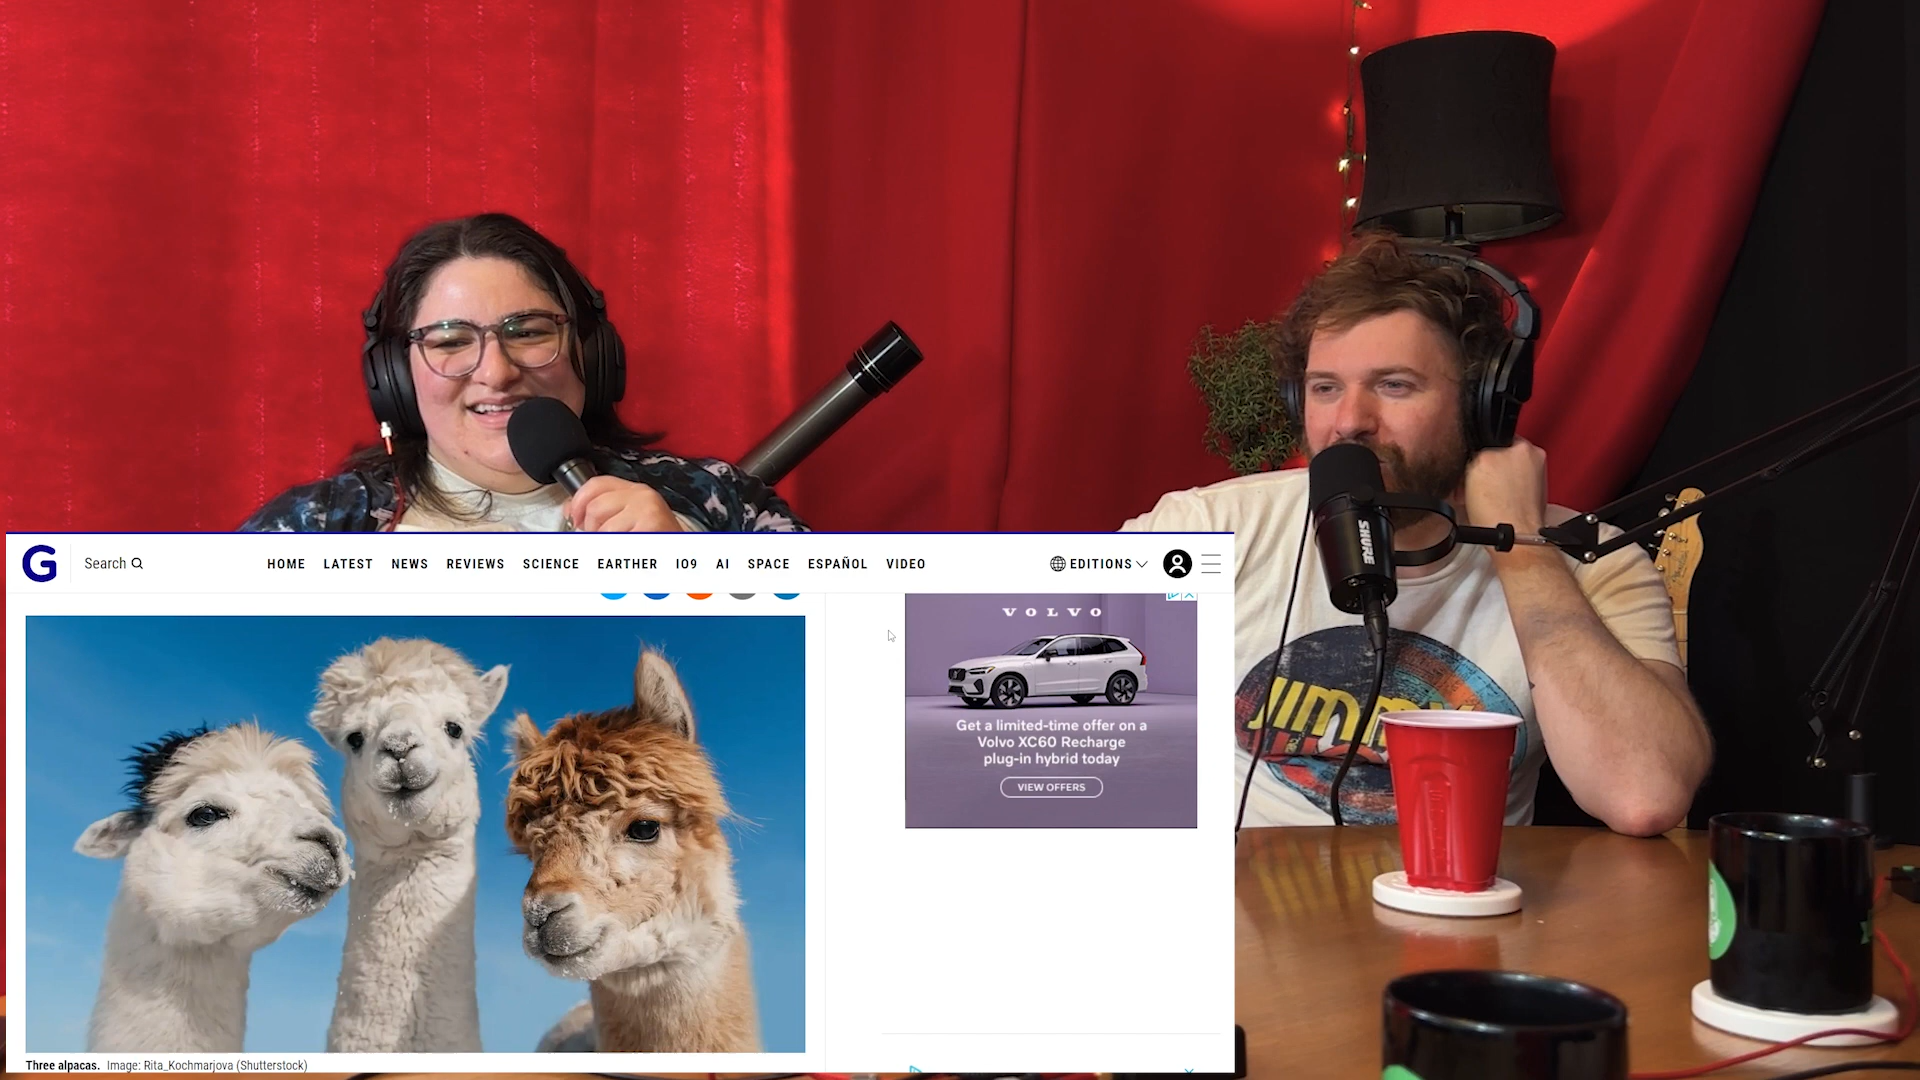 G
Search
HOME LATEST NEWS REVIEWS SCIENCE EARTHER IO9 AI SPACE ESPAÑOL VIDEO
EDITIONS
VOLVO
Get a limited-time offer on a
Volvo XC60 Recharge
plug-in hybrid today
VIEW OFFERS
Three alpacas. Image: Rita_Kochmarjova (Shutterstock)
SHURE